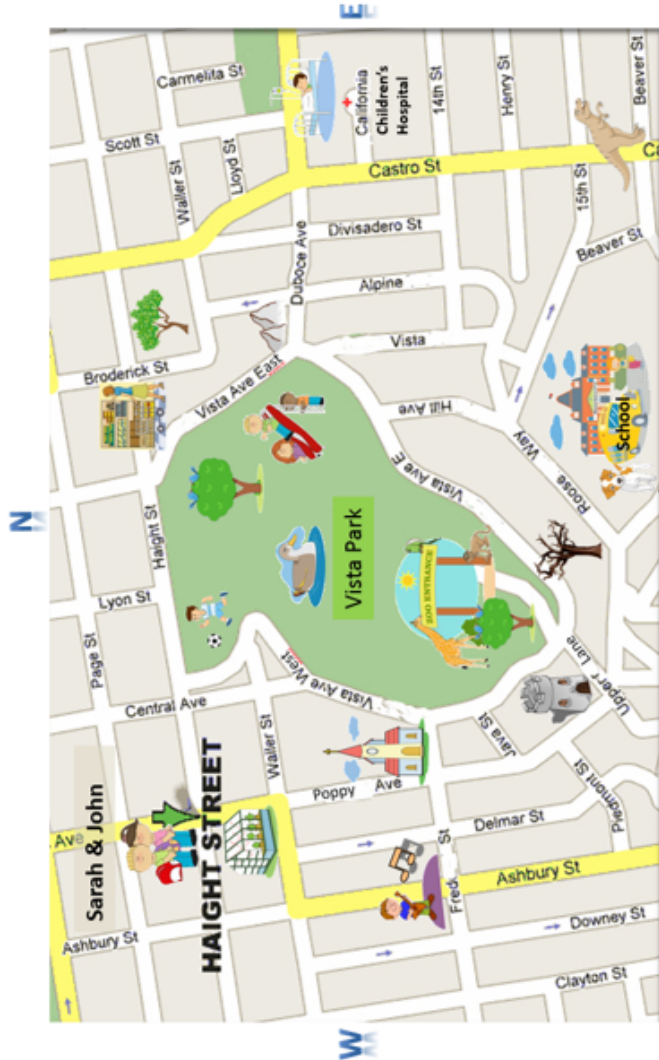 N
Sarah & John
Ave
Page St
Ashbury St
Central Ave
Lyon St
Broderick St
Scott St
Haight St
HAIGHT STREET
Waller St
Carmelita St
Waller St
Lloyd St
Vista Ave East
Vista Ave West
Vista Park
Duboce Ave
Divisadero St
Alpine
Vista
California
Children's
Hospital
Castro St
14th St
Henry St
15th St
Beaver St
Beaver St
Ca
W
E
Poppy Ave
ZOO ENTRANCE
Vista Ave E
Hill Ave
Roose Way
School
Fred St
Delmar St
Java St
Upper Lane
Piedmont St
Ashbury St
Downey St
Clayton St